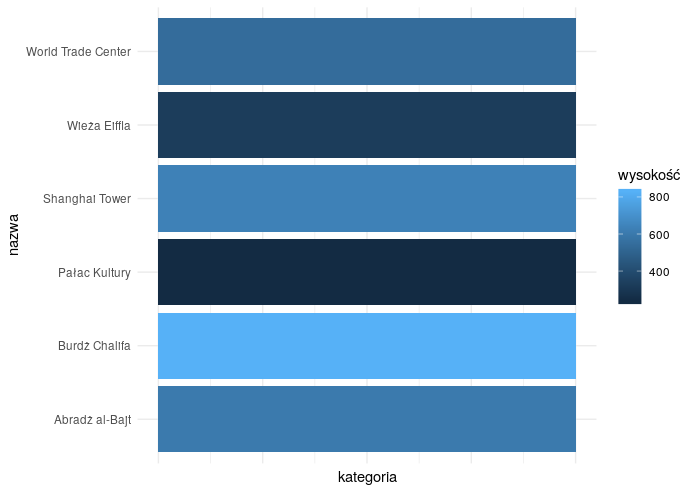 World Trade Center
Wieża Eiffla
Shanghai Tower
Pałac Kultury
Burdż Chalifa
Abradż al-Bajt
nazwa
kategoria
wysokość
800
600
400